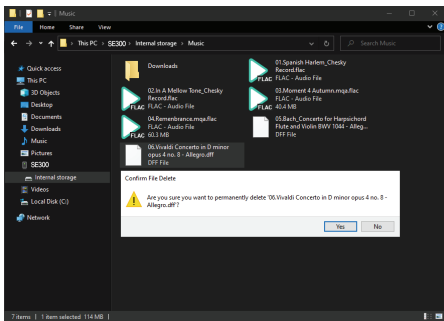 Music
File Home Share View
This PC > SE300 > Internal storage > Music
Search Music
Quick access
This PC
3D Objects
Desktop
Documents
Downloads
Music
Pictures
SE300
Internal storage
Videos
Local Disk (C:)
Network
Downloads
01.Spanish Harlem_Chesky
Record.flac
FLAC - Audio File
FLAC
02.In A Mellow Tone_Chesky
Record.flac
FLAC - Audio File
FLAC
03.Moment 4 Autumn.mqa.flac
FLAC - Audio File
40.4 MB
FLAC
04.Remenbrance.mqa.flac
FLAC - Audio File
60.3 MB
FLAC
05.Bach_Concerto for Harpsichord
Flute and Violin BWV 1044 - Alleg...
DFF File
06.Vivaldi Concerto in D minor
opus 4 no. 8 - Allegro.dff
DFF File
Confirm File Delete
Are you sure you want to permanently delete '06.Vivaldi Concerto in D minor opus 4 no. 8 -
Allegro.dff'?
Yes No
7 items 1 item selected 114 MB